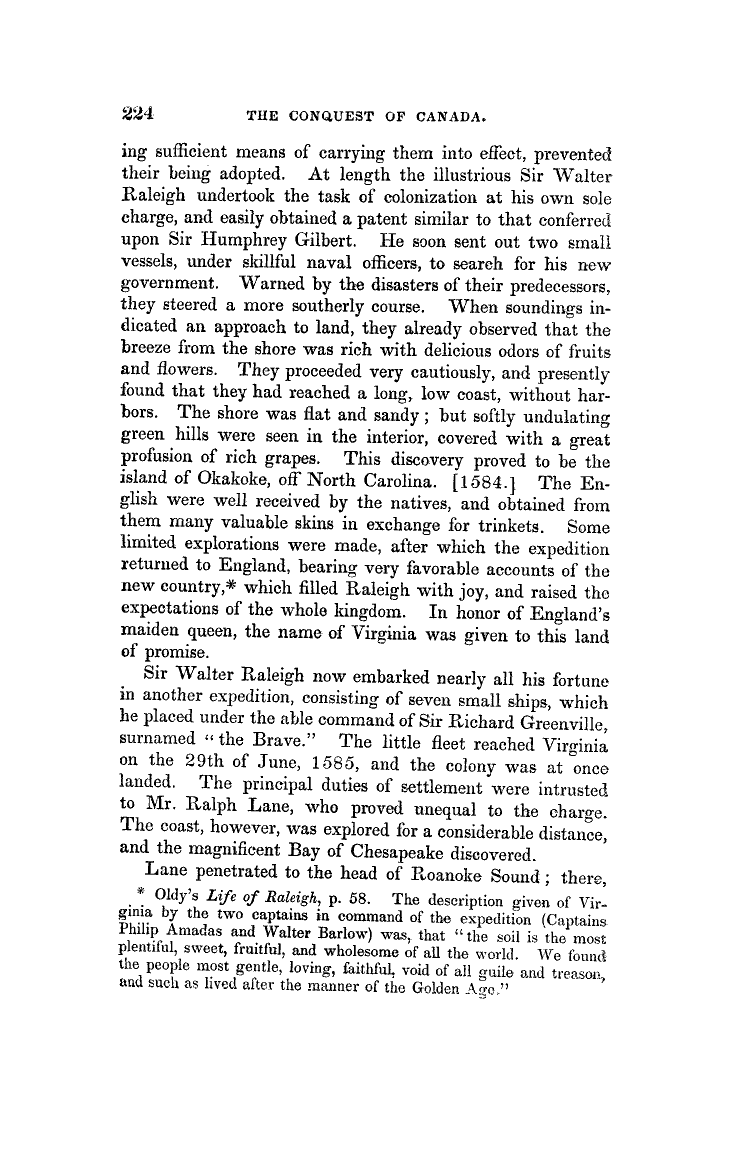 224 THE CONQUEST OF CANADA.
ing sufficient means of carrying them into effect, prevented
their being adopted. At length the illustrious Sir Walter
Raleigh undertook the task of colonization at his own sole
charge, and easily obtained a patent similar to that conferred
upon Sir Humphrey Gilbert. He soon sent out two small
vessels, under skillful naval officers, to search for his new
government. Warned by the disasters of their predecessors,
they steered a more southerly course. When soundings in-
dicated an approach to land, they already observed that the
breeze from the shore was rich with delicious odors of fruits
and flowers. They proceeded very cautiously, and presently
found that they had reached a long, low coast, without har-
bors. The shore was flat and sandy; but softly undulating
green hills were seen in the interior, covered with a great
profusion of rich grapes. This discovery proved to be the
island of Okakoke, off North Carolina. [1584.] The En-
glish were well received by the natives, and obtained from
them many valuable skins in exchange for trinkets. Some
limited explorations were made, after which the expedition
returned to England, bearing very favorable accounts of the
new country,* which filled Raleigh with joy, and raised the
expectations of the whole kingdom. In honor of England's
maiden queen, the name of Virginia was given to this land
of promise.
Sir Walter Raleigh now embarked nearly all his fortune
in another expedition, consisting of seven small ships, which
he placed under the able command of Sir Richard Greenville,
surnamed "the Brave." The little fleet reached Virginia
on the 29th of June, 1585, and the colony was at once
landed. The principal duties of settlement were intrusted
to Mr. Ralph Lane, who proved unequal to the charge.
The coast, however, was explored for a considerable distance,
and the magnificent Bay of Chesapeake discovered.
Lane penetrated to the head of Roanoke Sound; there,
* Oldy's Life of Raleigh, p. 58. The description given of Vir-
ginia by the two captains in command of the expedition (Captains
Philip Amadas and Walter Barlow) was, that "the soil is the most
plentiful, sweet, fruitful, and wholesome of all the world. We found
the people most gentle, loving, faithful, void of all guile and treason,
and such as lived after the manner of the Golden Age."